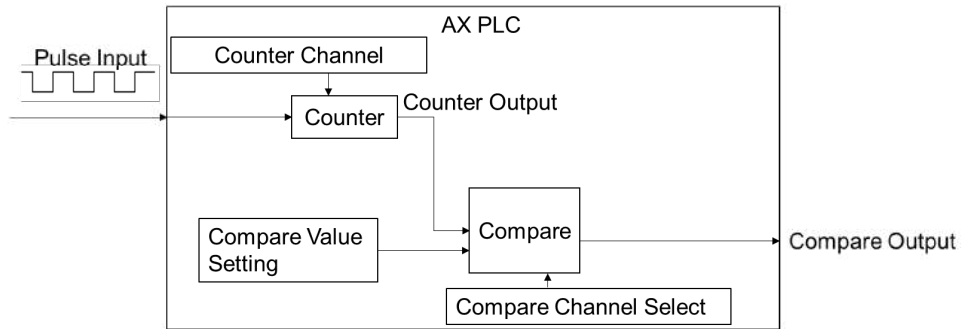 AX PLC
Pulse Input
Counter Channel
Counter Output
Counter
Compare Value
Setting
Compare
Compare Output
Compare Channel Select